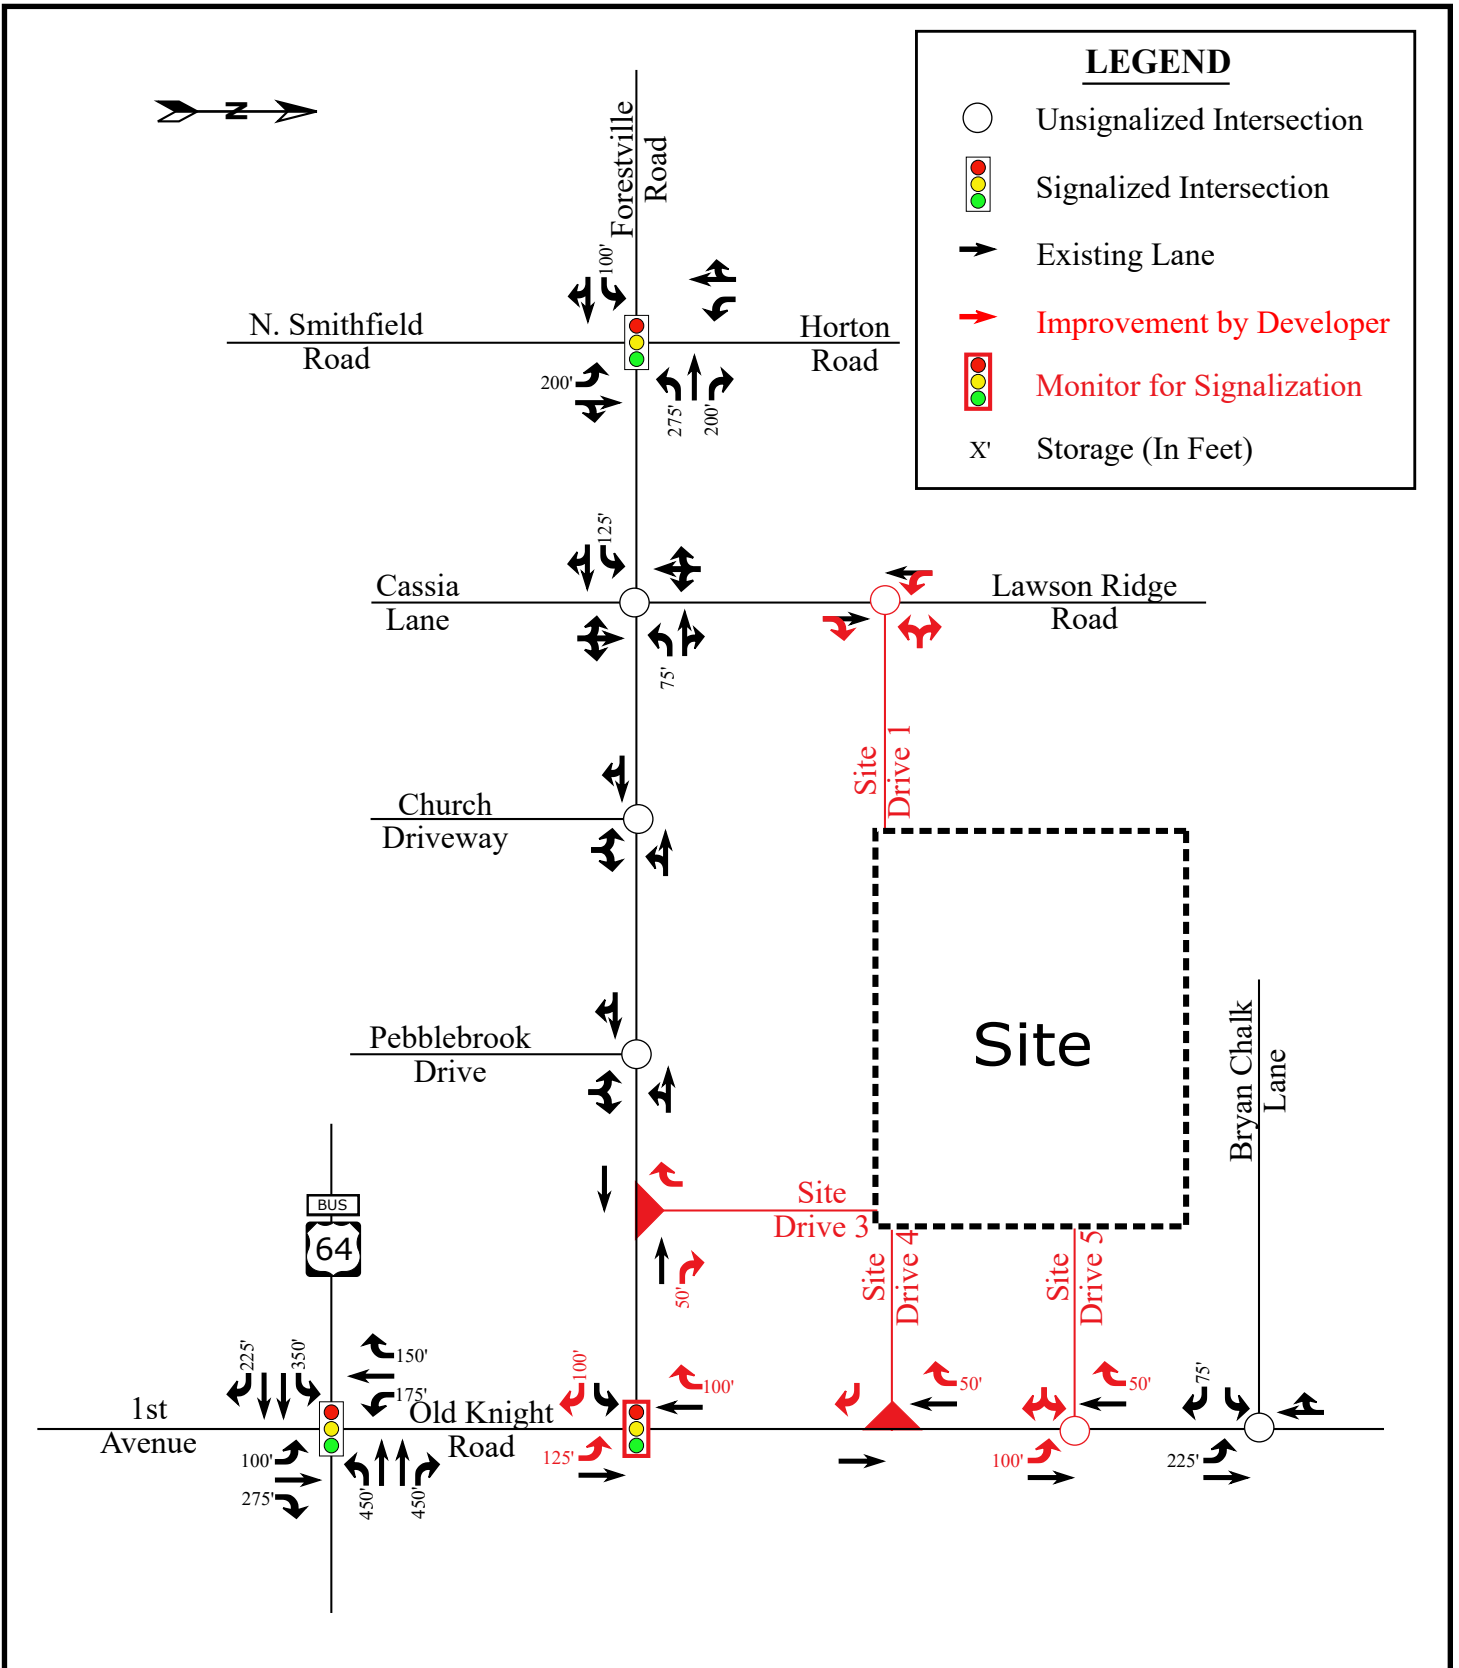 LEGEND
Unsignalized Intersection
Signalized Intersection
Existing Lane
Improvement by Developer
Monitor for Signalization
X' Storage (In Feet)
N
Forestville
Road
100'
N. Smithfield
Road
Horton
Road
200'
275'
200'
125'
Cassia
Lane
Lawson Ridge
Road
75'
Site
Drive 1
Church
Driveway
Site
Pebblebrook
Drive
Bryan Chalk
Lane
BUS
64
Site
Drive 3
50'
Site
Drive 4
Site
Drive 5
225'
350'
150'
175'
1st
Avenue
Old Knight
Road
100'
275'
450'
450'
100'
100'
125'
50'
50'
100'
75'
225'